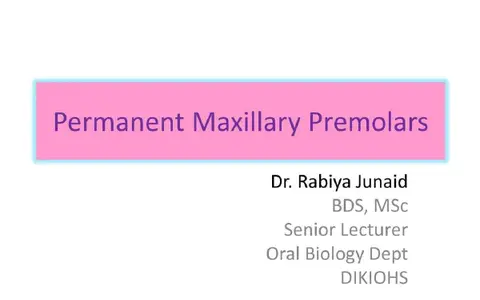 Permanent Maxillary Premolars
Dr. Rabiya Junaid
BDS, MSc
Senior Lecturer
Oral Biology Dept
DIKIOHS